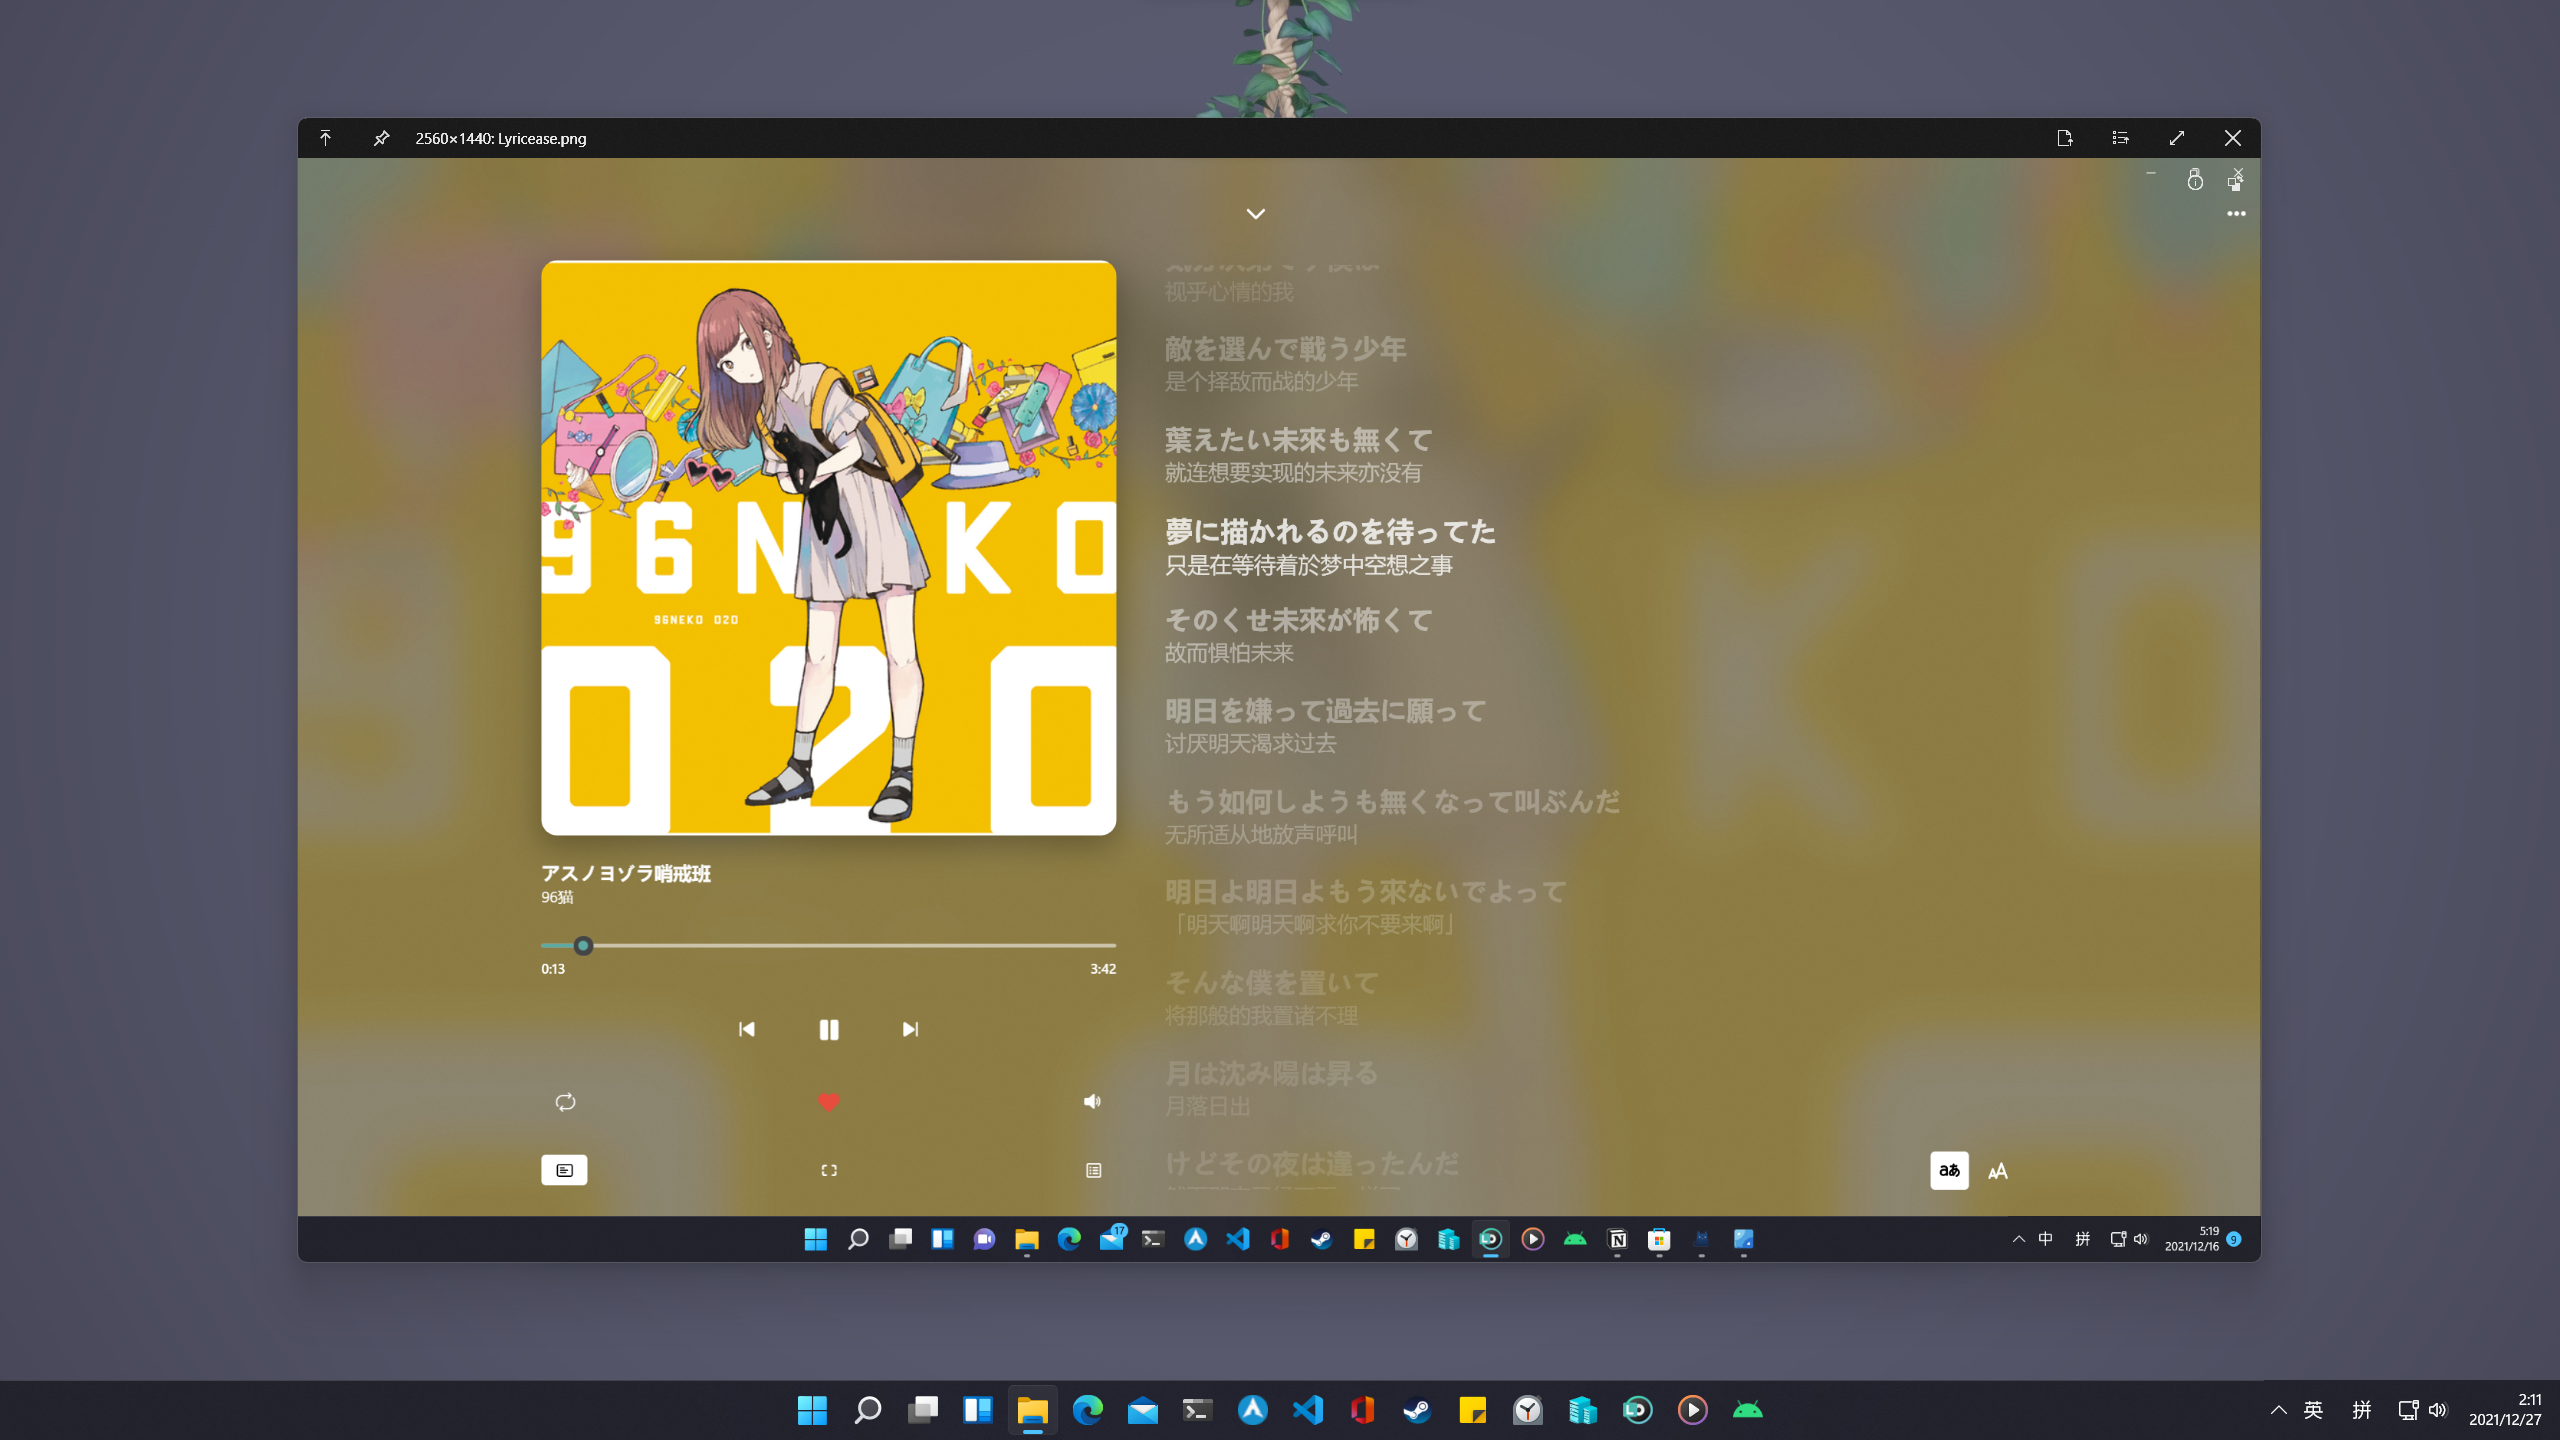 2560×1440: Lyricease.png
视乎心情的我
敵を選んで戦う少年
是个择敌而战的少年
葉えたい未來も無くて
就连想要实现的未来亦没有
夢に描かれるのを待ってた
只是在等待着於梦中空想之事
そのくせ未來が怖くて
故而惧怕未来
明日を嫌って過去に願って
讨厌明天渴求过去
もう如何しようも無くなって叫ぶんだ
无所适从地放声呼叫
明日よ明日よもう來ないでよって
「明天啊明天啊求你不要来啊」
そんな僕を置いて
将那般的我置诸不理
月は沈み陽は昇る
月落日出
けどその夜は違ったんだ
96N KO
96NEKO 020
020
アスノヨゾラ哨戒班
96猫
0:13
3:42
aあ
AA
17
中
拼
5:19
2021/12/16
9
英
拼
2:11
2021/12/27